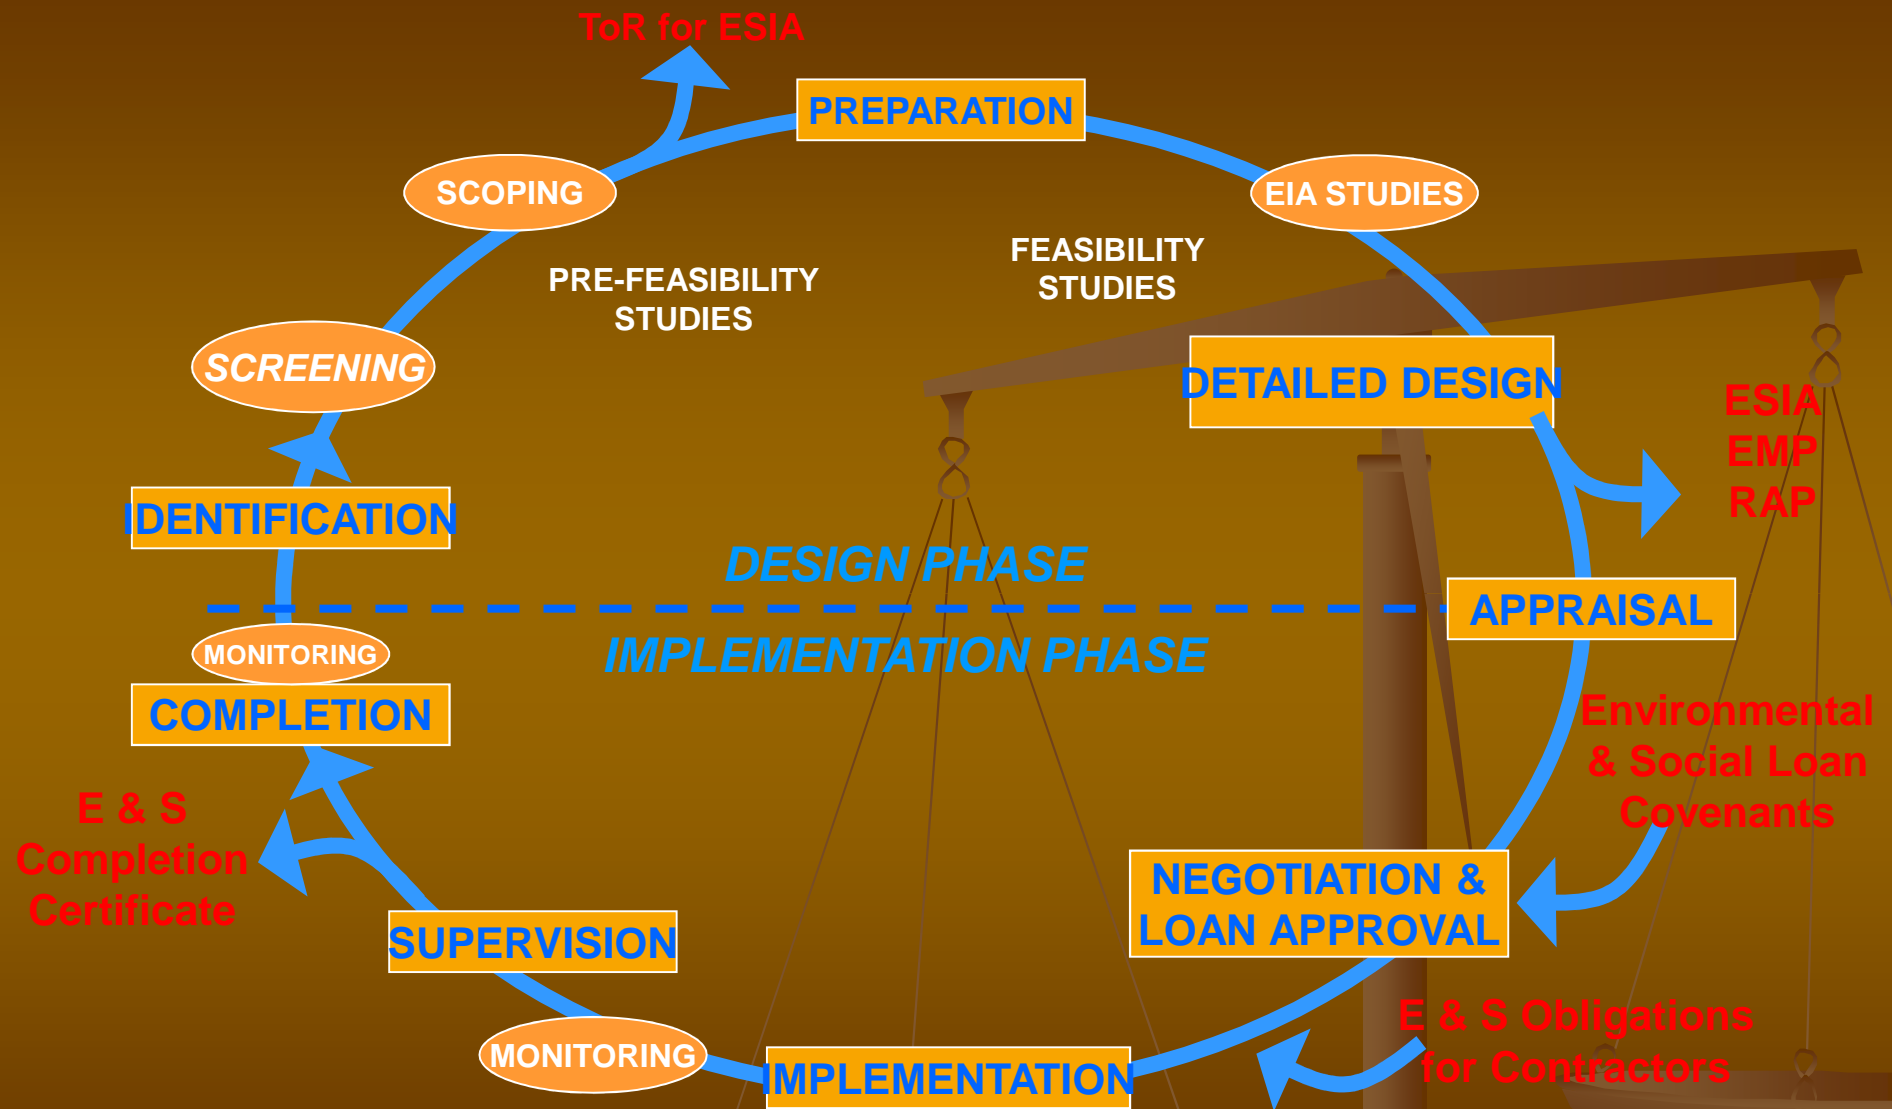 ToR for ESIA
PREPARATION
SCOPING
EIA STUDIES
PRE-FEASIBILITY
STUDIES
FEASIBILITY
STUDIES
SCREENING
DETAILED DESIGN
ESIA
EMP
RAP
IDENTIFICATION
DESIGN PHASE
APPRAISAL
IMPLEMENTATION PHASE
MONITORING
COMPLETION
Environmental
& Social Loan
Covenants
E & S
Completion
Certificate
NEGOTIATION &
LOAN APPROVAL
SUPERVISION
E & S Obligations
for Contractors
MONITORING
IMPLEMENTATION